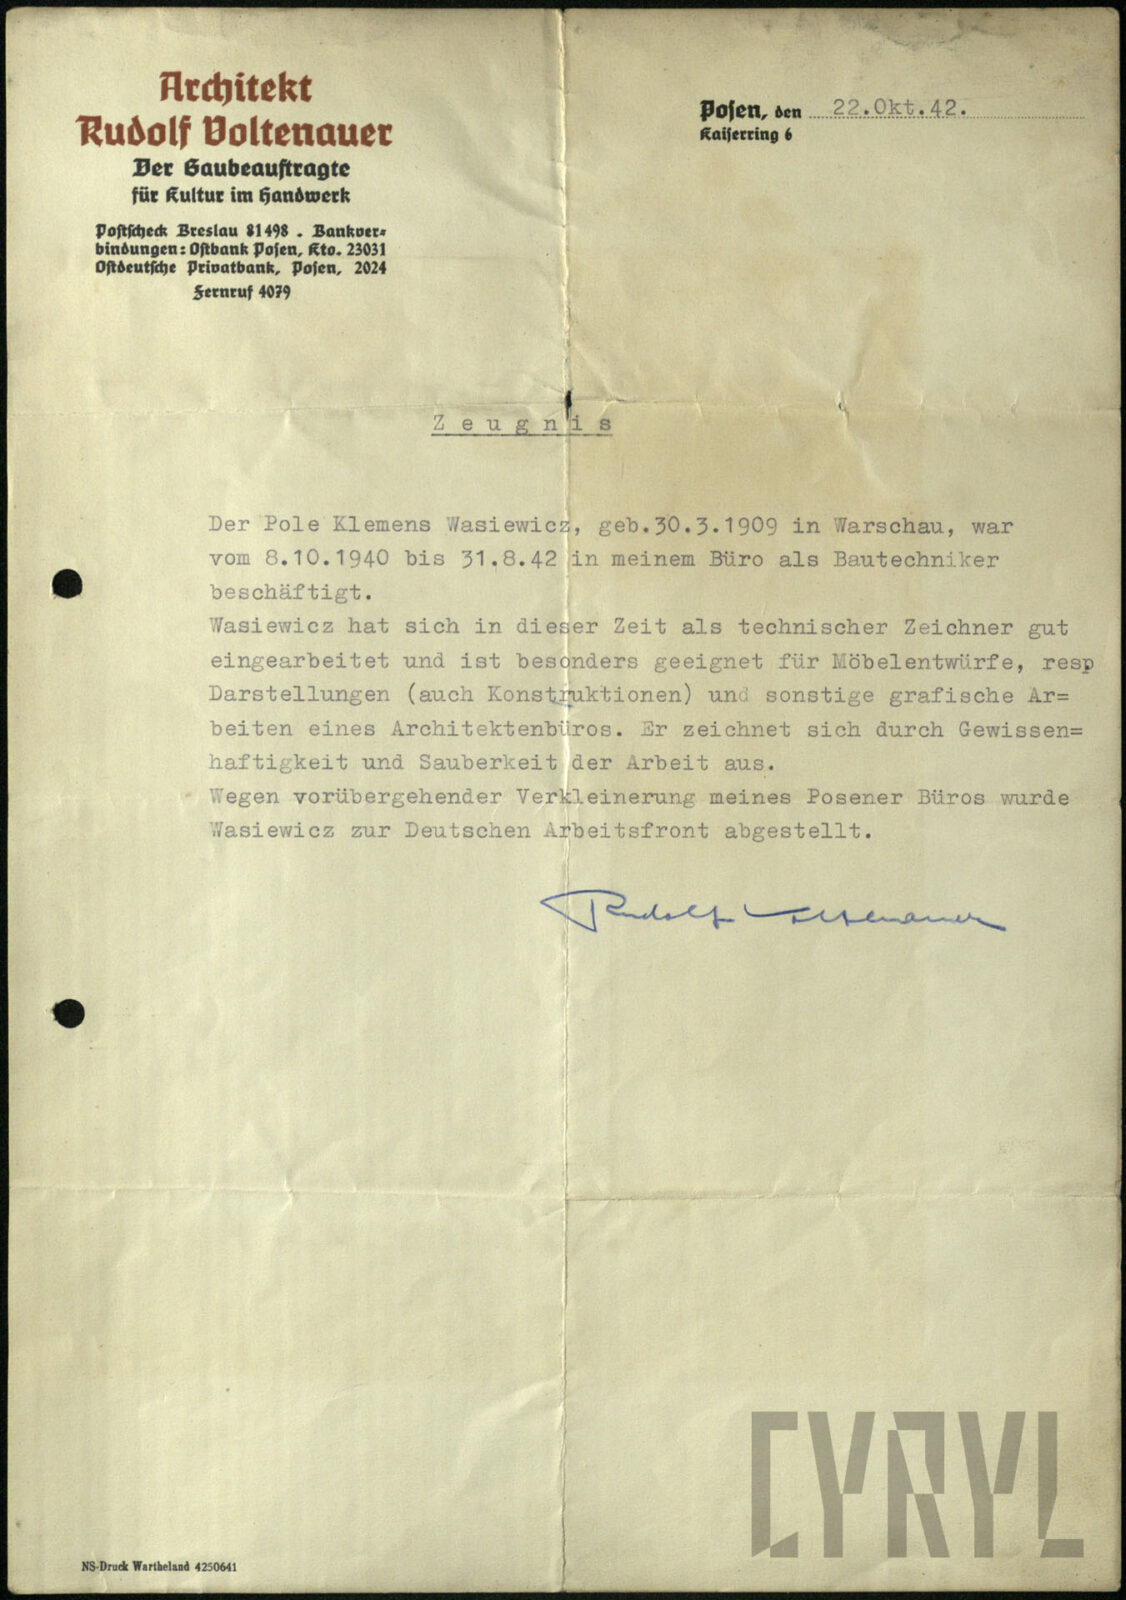 Architekt
Rudolf Voltenauer
Der Gaubeauftragte
für Kultur im Handwerk
Postscheck Breslau 81498 . Bankver=
bindungen: Ostbank Posen, Kto. 23031
Ostdeutsche Privatbank, Posen, 2024
Fernruf 4079
Posen, den 22.Okt.42.
Kaiserring 6
Zeugnis
Der Pole Klemens Wasiewicz, geb.30.3.1909 in Warschau, war
vom 8.10.1940 bis 31.8.42 in meinem Büro als Bautechniker
beschäftigt.
Wasiewicz hat sich in dieser Zeit als technischer Zeichner gut
eingearbeitet und ist besonders geeignet für Möbelentwürfe, resp
Darstellungen (auch Konstruktionen) und sonstige grafische Ar=
beiten eines Architektenbüros. Er zeichnet sich durch Gewissen=
haftigkeit und Sauberkeit der Arbeit aus.
Wegen vorübergehender Verkleinerung meines Posener Büros wurde
Wasiewicz zur Deutschen Arbeitsfront abgestellt.
Rudolf Voltenauer
CYRYL
NS-Druck Wartheland 4250641